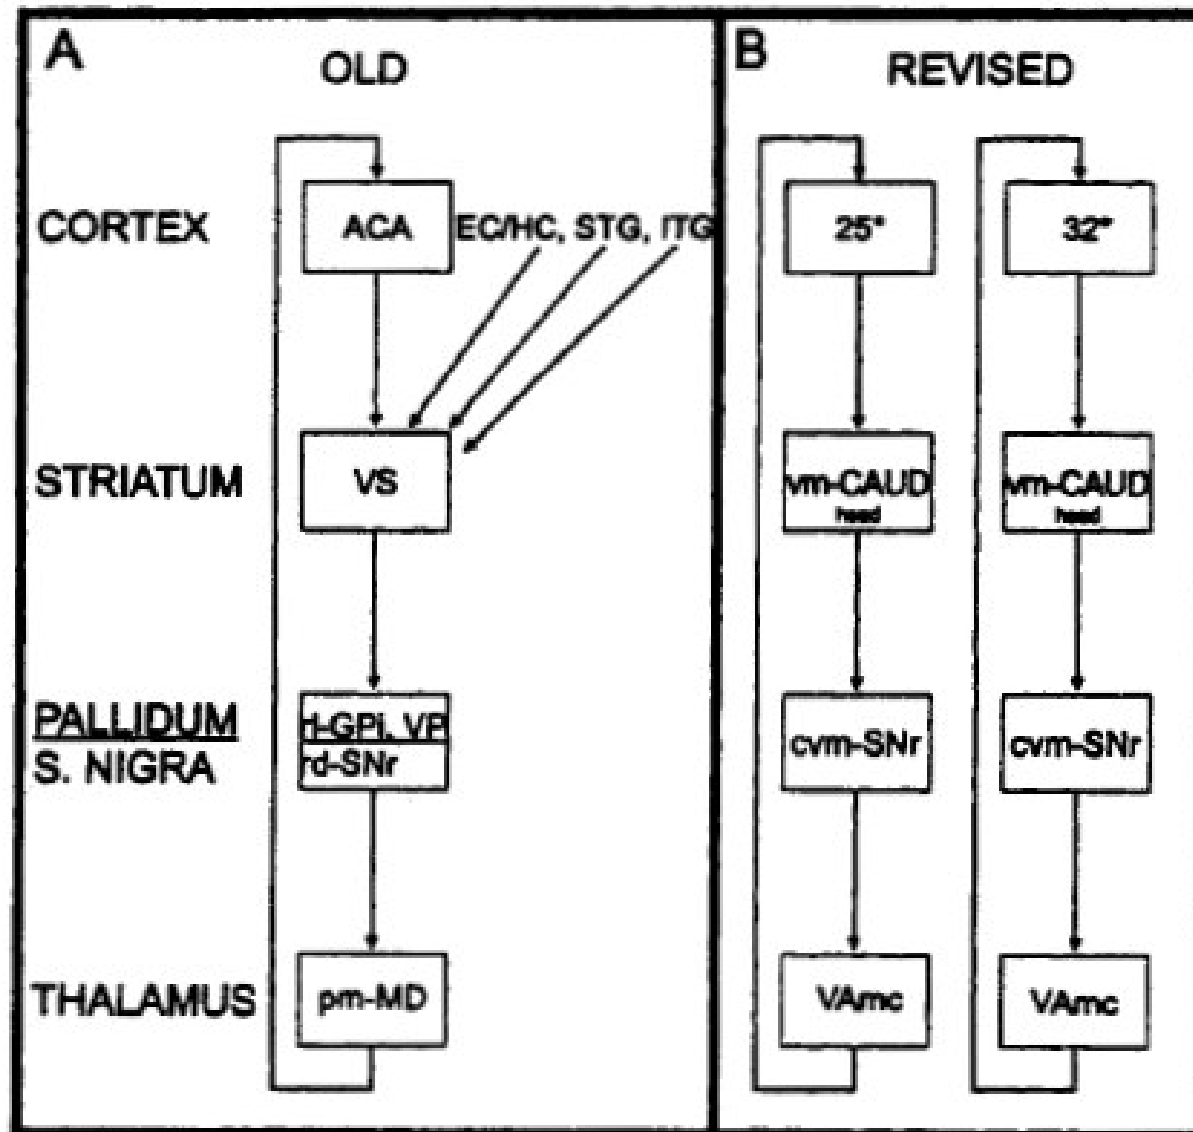 A
OLD
B
REVISED
CORTEX
ACA
EC/HC, STG, ITG
25*
32*
STRIATUM
VS
vm-CAUD
head
vm-CAUD
head
PALLIDUM
S. NIGRA
rl-GPi, VP
rd-SNr
cvm-SNr
cvm-SNr
THALAMUS
pm-MD
VAmc
VAmc